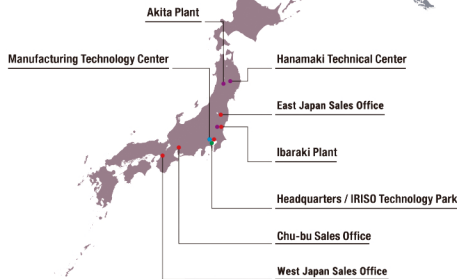 Akita Plant
Manufacturing Technology Center
Hanamaki Technical Center
East Japan Sales Office
Ibaraki Plant
Headquarters / IRISO Technology Park
Chu-bu Sales Office
West Japan Sales Office